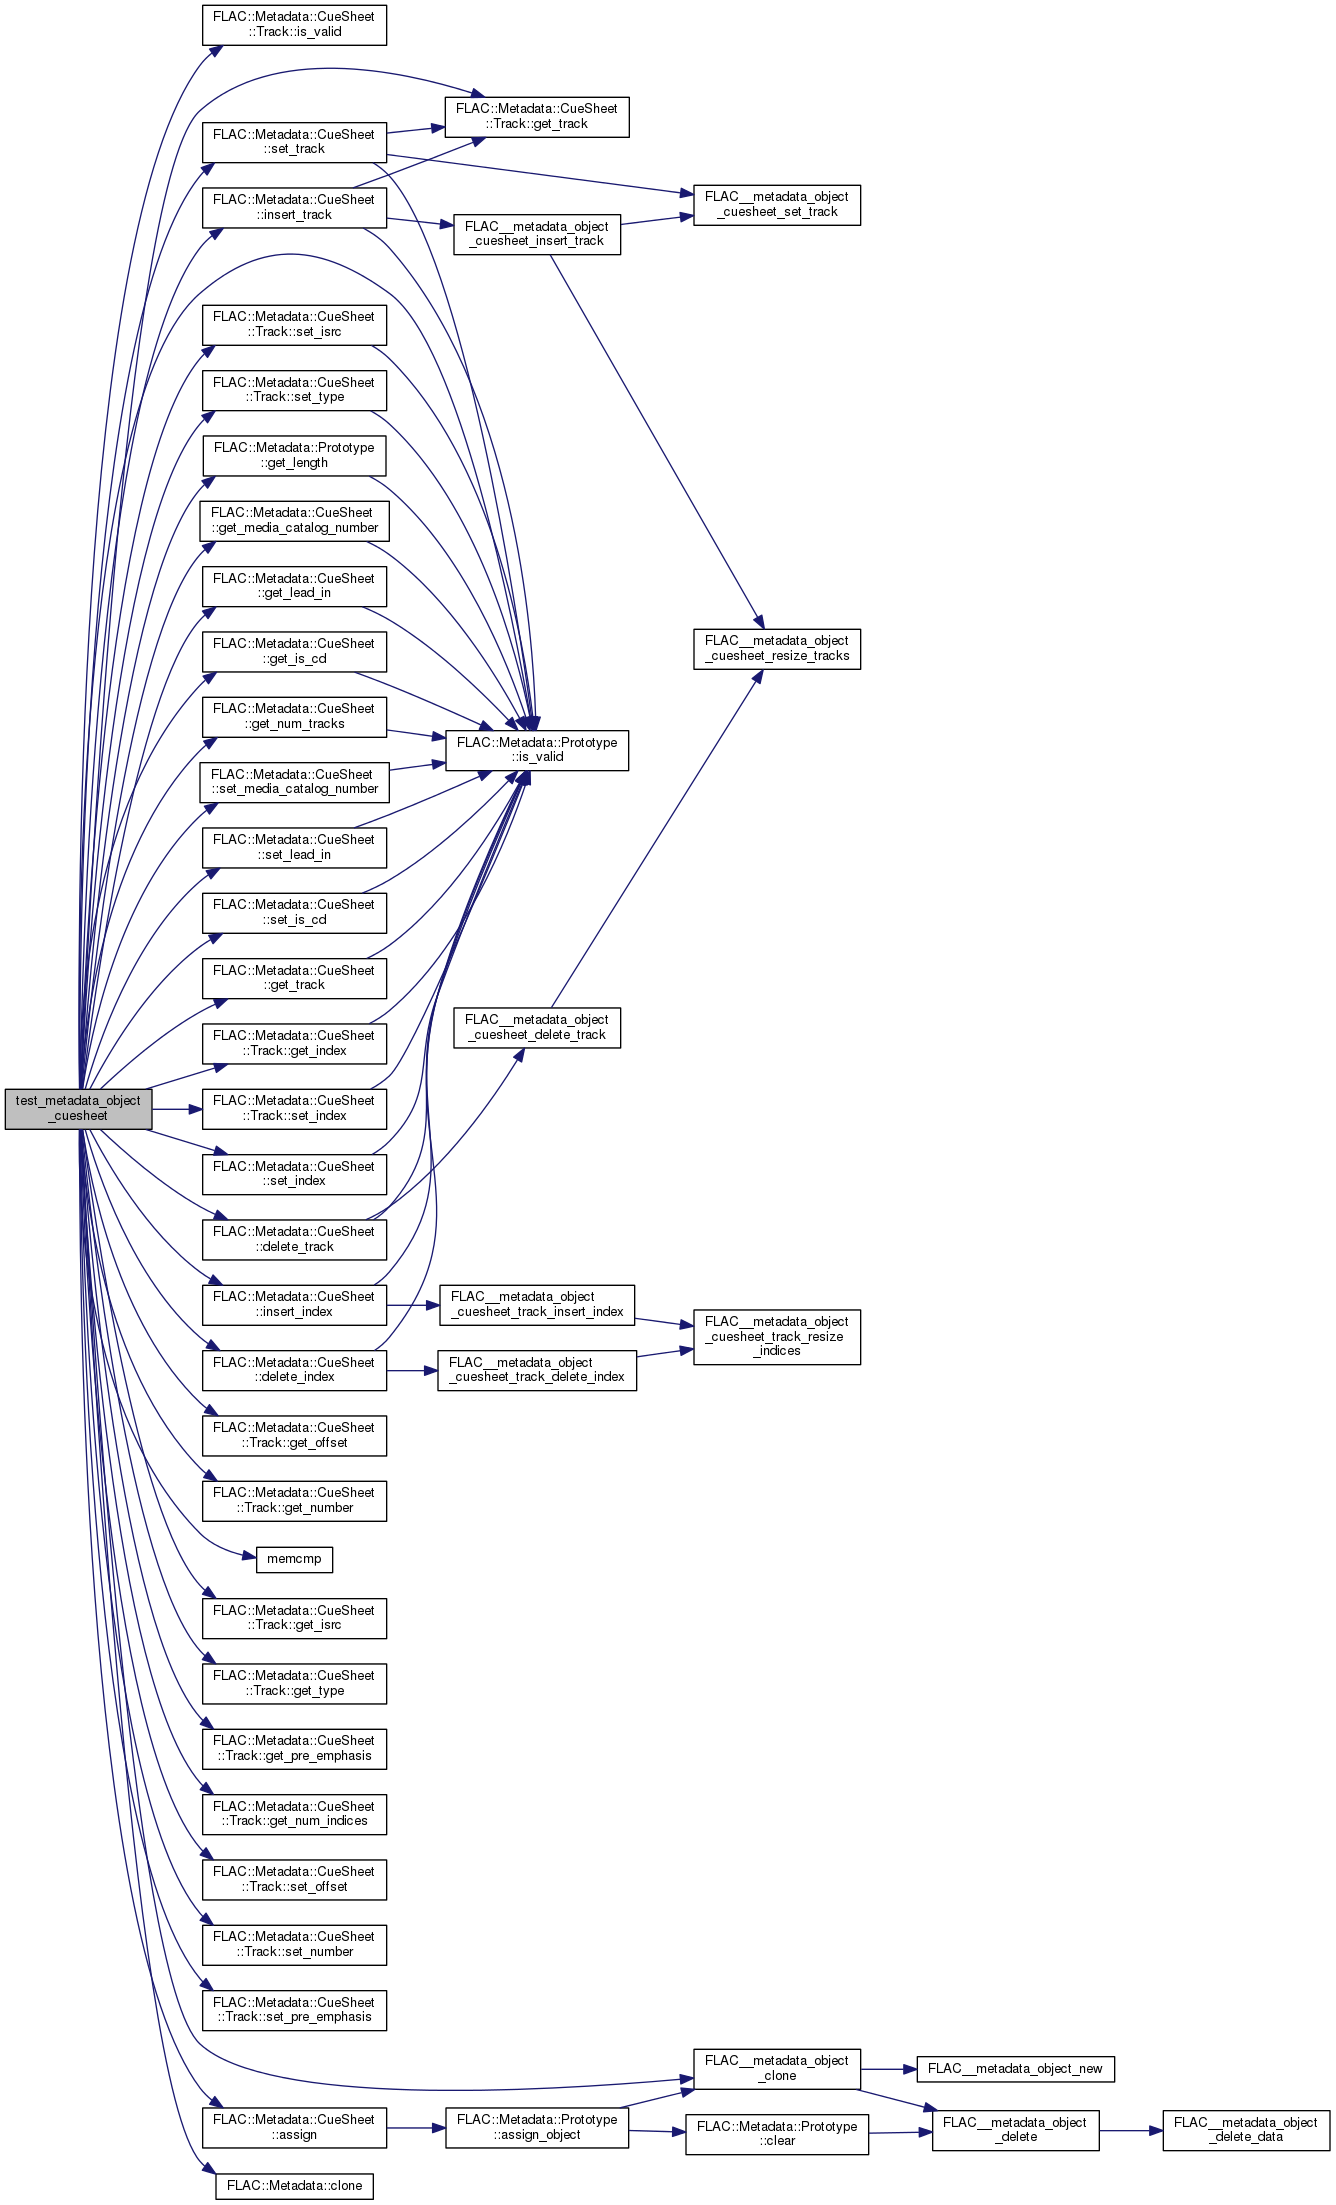 FLAC::Metadata::CueSheet
::Track::is_valid
FLAC::Metadata::CueSheet
::Track::get_track
FLAC::Metadata::CueSheet
::set_track
FLAC::Metadata::CueSheet
::insert_track
FLAC__metadata_object
_cuesheet_set_track
FLAC__metadata_object
_cuesheet_insert_track
FLAC::Metadata::CueSheet
::Track::set_isrc
FLAC::Metadata::CueSheet
::Track::set_type
FLAC::Metadata::Prototype
::get_length
FLAC::Metadata::CueSheet
::get_media_catalog_number
FLAC::Metadata::CueSheet
::get_lead_in
FLAC::Metadata::CueSheet
::get_is_cd
FLAC__metadata_object
_cuesheet_resize_tracks
FLAC::Metadata::CueSheet
::get_num_tracks
FLAC::Metadata::Prototype
::is_valid
FLAC::Metadata::CueSheet
::set_media_catalog_number
FLAC::Metadata::CueSheet
::set_lead_in
FLAC::Metadata::CueSheet
::set_is_cd
FLAC::Metadata::CueSheet
::get_track
FLAC::Metadata::CueSheet
::Track::get_index
FLAC__metadata_object
_cuesheet_delete_track
test_metadata_object
_cuesheet
FLAC::Metadata::CueSheet
::Track::set_index
FLAC::Metadata::CueSheet
::set_index
FLAC::Metadata::CueSheet
::delete_track
FLAC::Metadata::CueSheet
::insert_index
FLAC__metadata_object
_cuesheet_track_insert_index
FLAC__metadata_object
_cuesheet_track_resize
_indices
FLAC::Metadata::CueSheet
::delete_index
FLAC__metadata_object
_cuesheet_track_delete_index
FLAC::Metadata::CueSheet
::Track::get_offset
FLAC::Metadata::CueSheet
::Track::get_number
memcmp
FLAC::Metadata::CueSheet
::Track::get_isrc
FLAC::Metadata::CueSheet
::Track::get_type
FLAC::Metadata::CueSheet
::Track::get_pre_emphasis
FLAC::Metadata::CueSheet
::Track::get_num_indices
FLAC::Metadata::CueSheet
::Track::set_offset
FLAC::Metadata::CueSheet
::Track::set_number
FLAC::Metadata::CueSheet
::Track::set_pre_emphasis
FLAC__metadata_object
_clone
FLAC__metadata_object_new
FLAC::Metadata::CueSheet
::assign
FLAC::Metadata::Prototype
::assign_object
FLAC::Metadata::Prototype
::clear
FLAC__metadata_object
_delete
FLAC__metadata_object
_delete_data
FLAC::Metadata::clone